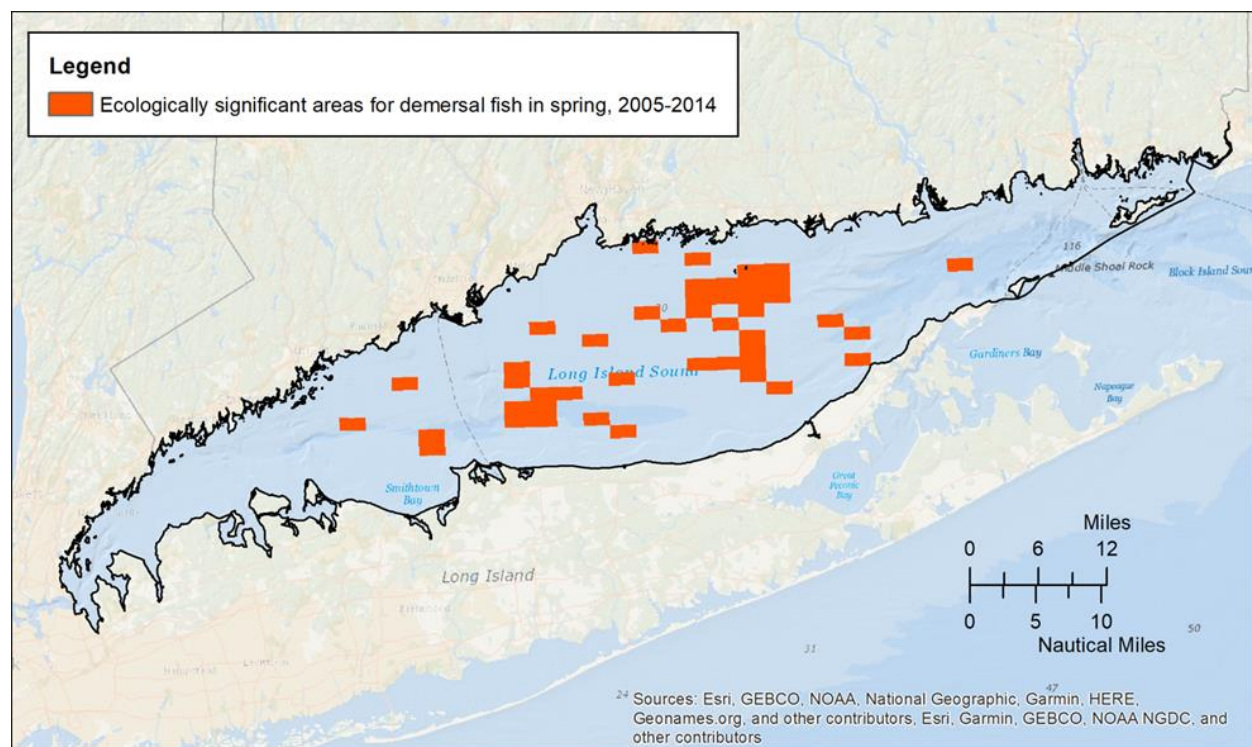 Legend
Ecologically significant areas for demersal fish in spring, 2005-2014
116
Middle Shoal Rock
Block Island Soun
20
Gardiners Bay
Long Island Sound
Napeague
Bay
Smithtown
Bay
Great
Peconic
Bay
Long Island
Miles
0 6 12
0 5 10
Nautical Miles
50
31
24
47
Sources: Esri, GEBCO, NOAA, National Geographic, Garmin, HERE,
Geonames.org, and other contributors, Esri, Garmin, GEBCO, NOAA NGDC, and
other contributors